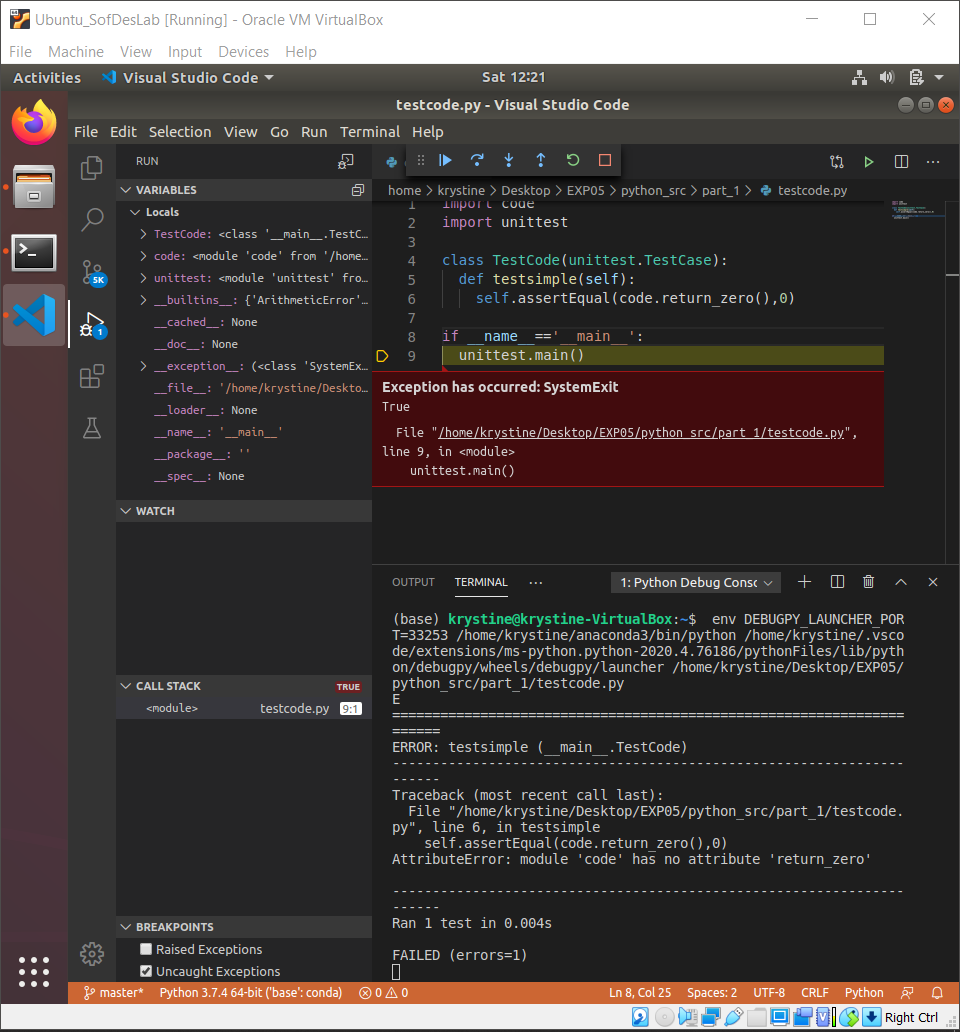 Ubuntu_SofDesLab [Running] - Oracle VM VirtualBox
File Machine View Input Devices Help
Activities Visual Studio Code Sat 12:21
testcode.py - Visual Studio Code
File Edit Selection View Go Run Terminal Help
RUN
VARIABLES
Locals
TestCode: <class '__main__.TestC...
code: <module 'code' from '/home...
unittest: <module 'unittest' fro...
__builtins__: {'ArithmeticError'...
__cached__: None
__doc__: None
__exception__: (<class 'SystemEx...
__file__: '/home/krystine/Deskto...
__loader__: None
__name__: '__main__'
__package__: ''
__spec__: None
WATCH
CALL STACK TRUE
<module> testcode.py 9:1
BREAKPOINTS
Raised Exceptions
Uncaught Exceptions
SK
1
home > krystine > Desktop > EXP05 > python_src > part_1 > testcode.py
1 import code
2 import unittest
3
4 class TestCode(unittest.TestCase):
5 def testsimple(self):
6 self.assertEqual(code.return_zero(),0)
7
8 if __name__=='__main__':
9 unittest.main()
Exception has occurred: SystemExit
True
File "/home/krystine/Desktop/EXP05/python_src/part_1/testcode.py",
line 9, in <module>
unittest.main()
OUTPUT TERMINAL ... 1: Python Debug Consc
(base) krystine@krystine-VirtualBox:~$ env DEBUGPY_LAUNCHER_POR
T=33253 /home/krystine/anaconda3/bin/python /home/krystine/.vsco
de/extensions/ms-python.python-2020.4.76186/pythonFiles/lib/pyth
on/debugpy/wheels/debugpy/launcher /home/krystine/Desktop/EXP05/
python_src/part_1/testcode.py
E
================================================================
======
ERROR: testsimple (__main__.TestCode)
----------------------------------------------------------------
------
Traceback (most recent call last):
File "/home/krystine/Desktop/EXP05/python_src/part_1/testcode.
py", line 6, in testsimple
self.assertEqual(code.return_zero(),0)
AttributeError: module 'code' has no attribute 'return_zero'
----------------------------------------------------------------
------
Ran 1 test in 0.004s
FAILED (errors=1)
master* Python 3.7.4 64-bit ('base': conda) 0 0 Ln 8, Col 25 Spaces: 2 UTF-8 CRLF Python
Right Ctrl